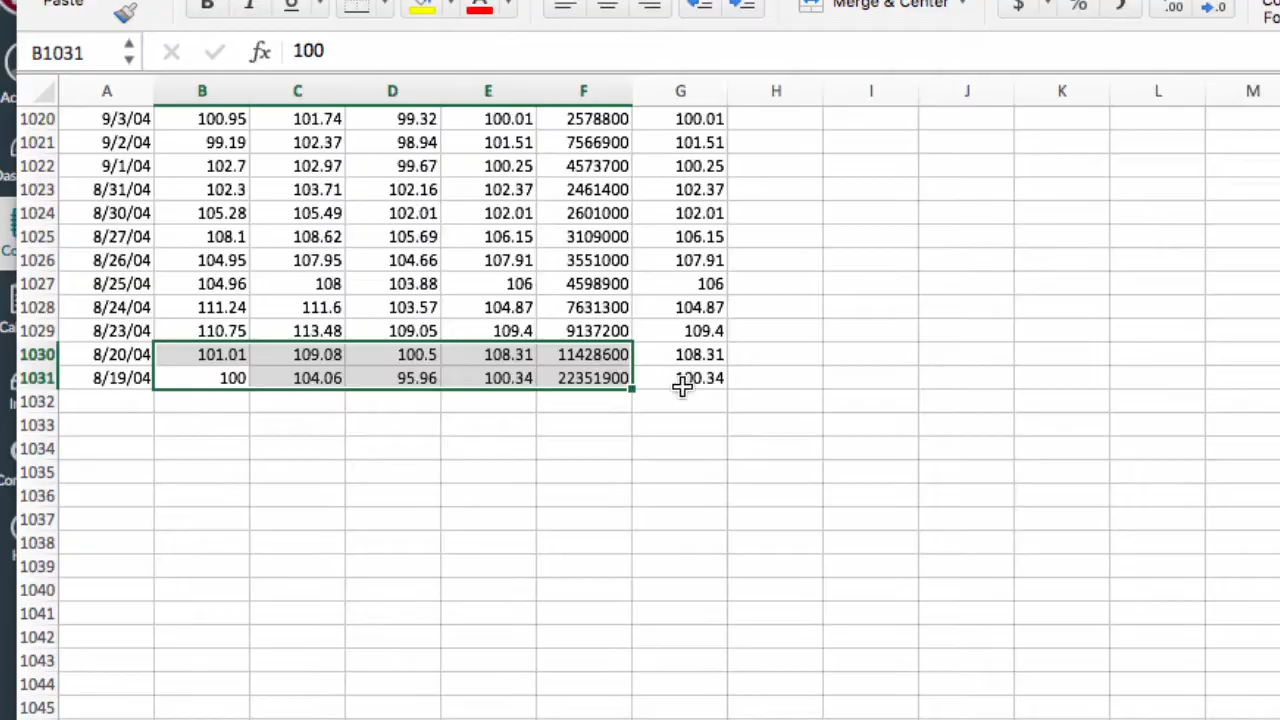 Paste B I U Merge & Center $ % .00 .0
B1031 fx 100
A B C D E F G H I J K L M
1020 9/3/04 100.95 101.74 99.32 100.01 2578800 100.01
1021 9/2/04 99.19 102.37 98.94 101.51 7566900 101.51
1022 9/1/04 102.7 102.97 99.67 100.25 4573700 100.25
1023 8/31/04 102.3 103.71 102.16 102.37 2461400 102.37
1024 8/30/04 105.28 105.49 102.01 102.01 2601000 102.01
1025 8/27/04 108.1 108.62 105.69 106.15 3109000 106.15
1026 8/26/04 104.95 107.95 104.66 107.91 3551000 107.91
1027 8/25/04 104.96 108 103.88 106 4598900 106
1028 8/24/04 111.24 111.6 103.57 104.87 7631300 104.87
1029 8/23/04 110.75 113.48 109.05 109.4 9137200 109.4
1030 8/20/04 101.01 109.08 100.5 108.31 11428600 108.31
1031 8/19/04 100 104.06 95.96 100.34 22351900 100.34
1032
1033
1034
1035
1036
1037
1038
1039
1040
1041
1042
1043
1044
1045